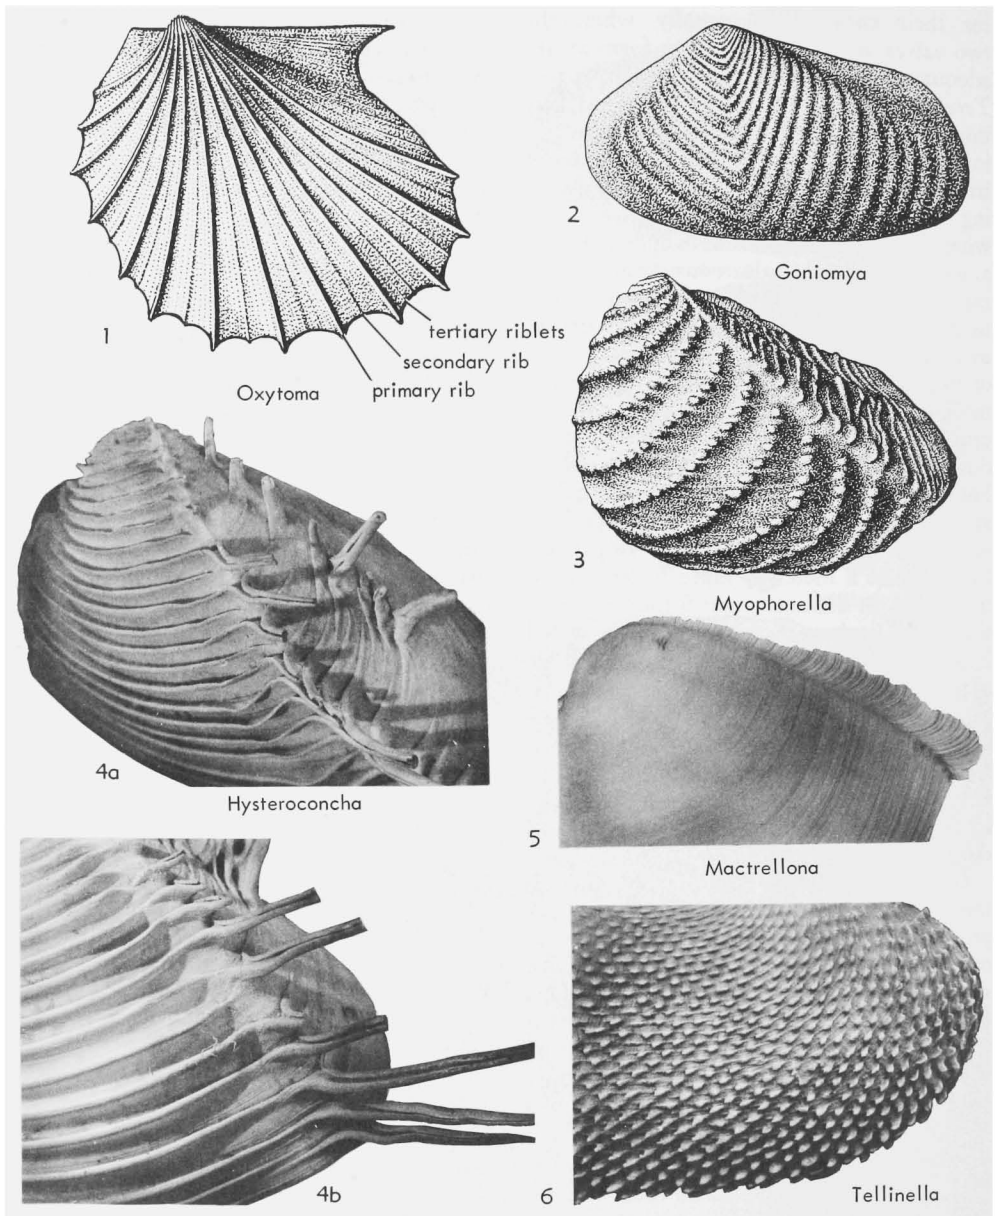 1
tertiary riblets
secondary rib
primary rib
Oxytoma
2
Goniomya
3
Myophorella
4a
Hysteroconcha
5
Mactrellona
4b
6
Tellinella